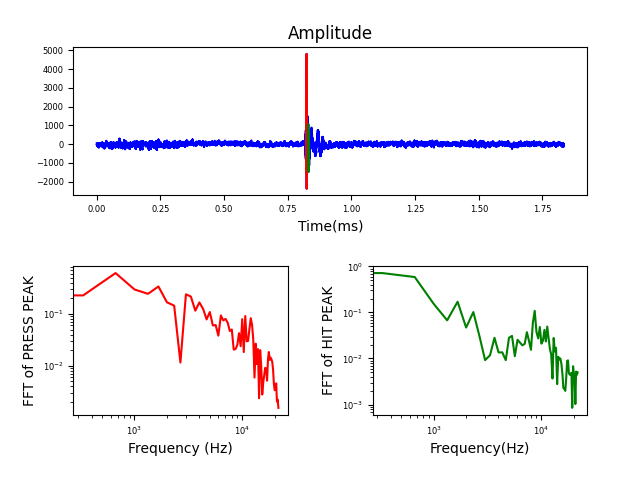 Amplitude
5000
4000
3000
2000
1000
0
−1000
−2000
0.00 0.25 0.50 0.75 1.00 1.25 1.50 1.75
Time(ms)
FFT of PRESS PEAK
10⁻¹
10⁻²
10³ 10⁴
Frequency (Hz)
FFT of HIT PEAK
10⁰
10⁻¹
10⁻²
10⁻³
10³ 10⁴
Frequency(Hz)